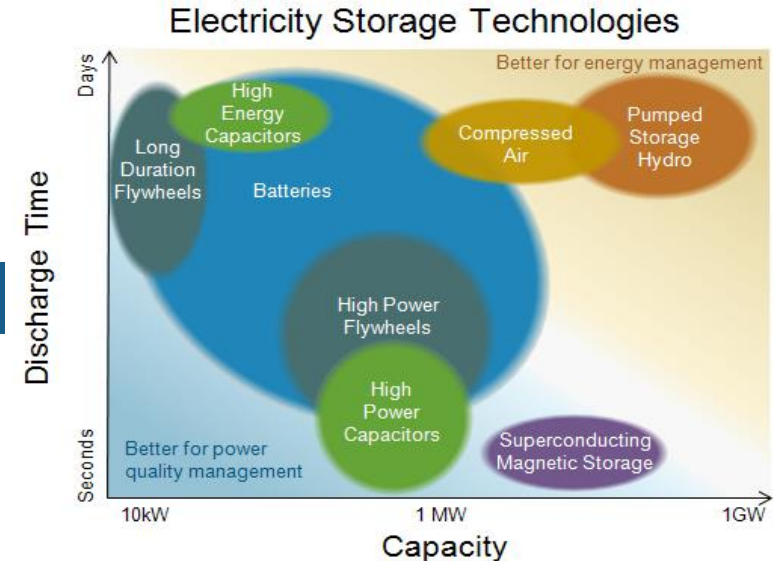 Electricity Storage Technologies
Days
Better for energy management
High
Energy
Capacitors
Long
Duration
Flywheels
Batteries
Compressed
Air
Pumped
Storage
Hydro
Discharge Time
High Power
Flywheels
High
Power
Capacitors
Superconducting
Magnetic Storage
Better for power
quality management
Seconds
10kW
1 MW
1GW
Capacity